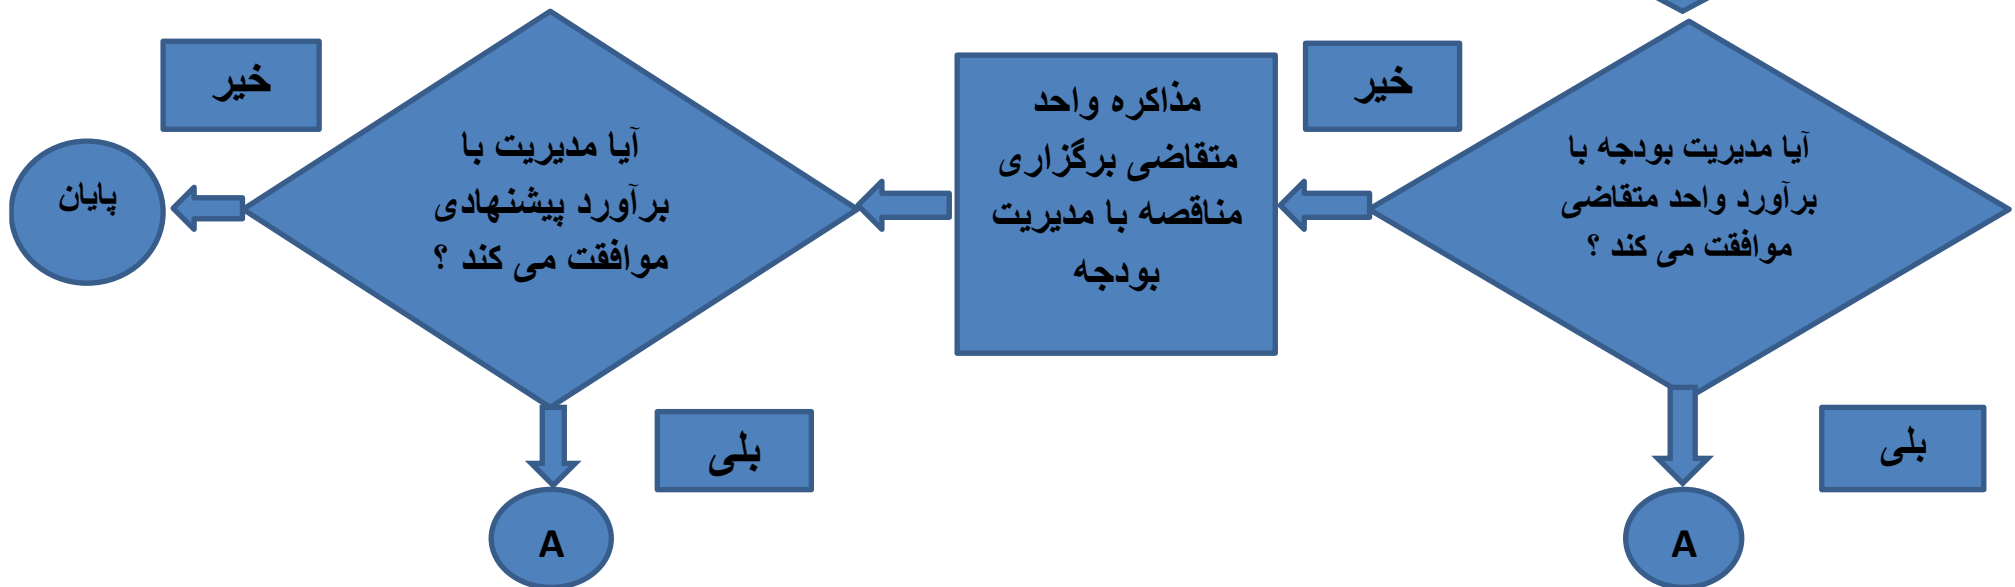 آیا مدیریت بودجه با
برآورد واحد متقاضی
موافقت می کند ؟
خیر
بلی
A
مذاکره واحد
متقاضی برگزاری
مناقصه با مدیریت
بودجه
آیا مدیریت با
برآورد پیشنهادی
موافقت می کند ؟
خیر
بلی
A
پایان